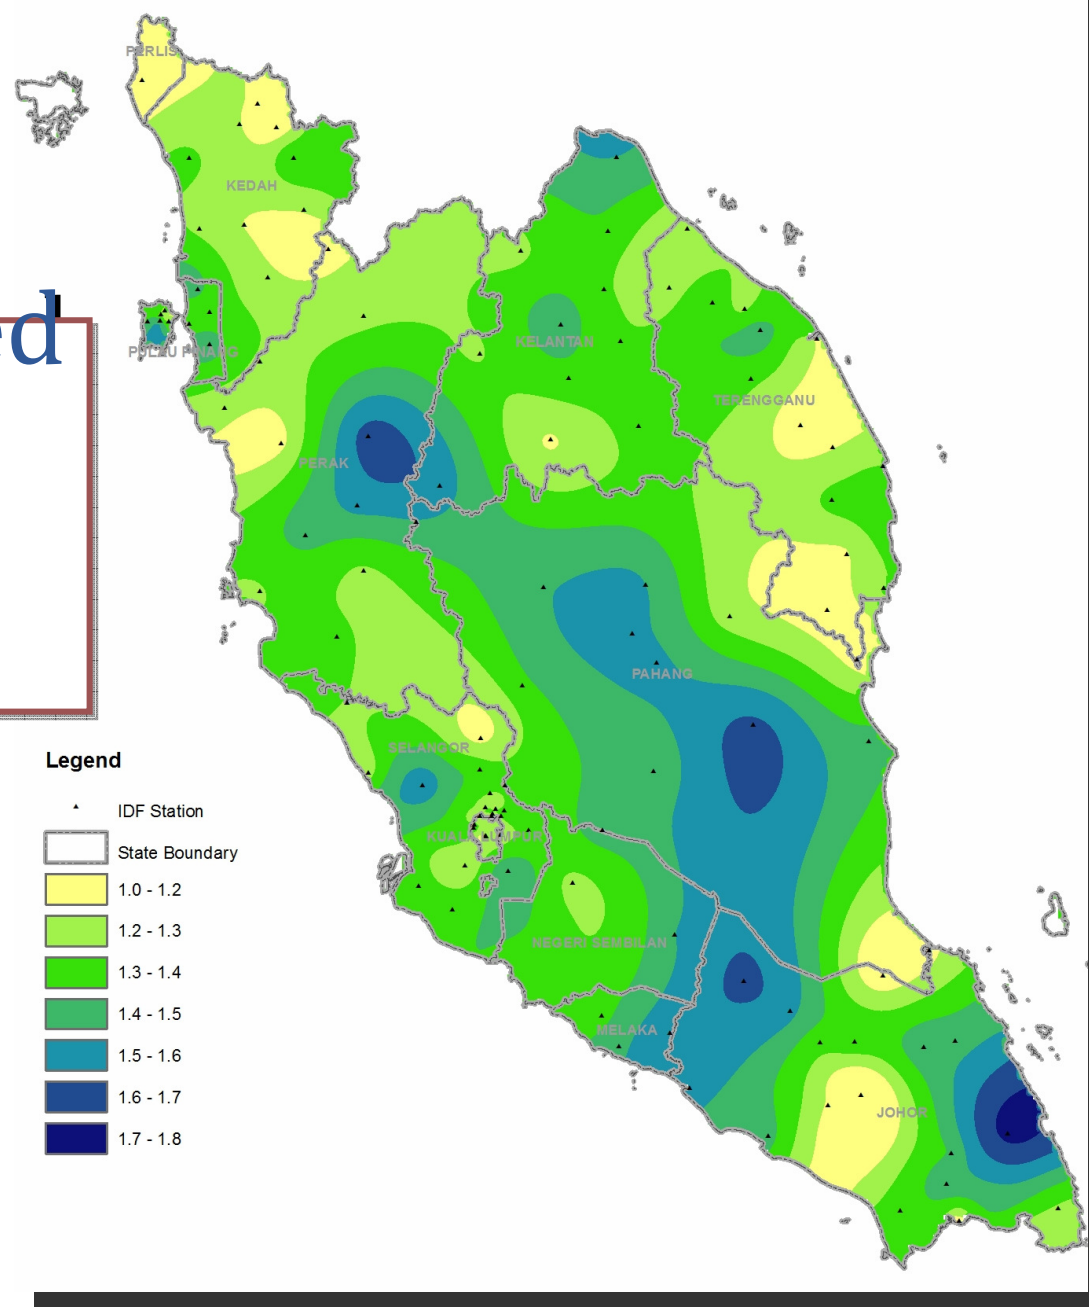 PERLIS
KEDAH
ed
PULAU PINANG
KELANTAN
TERENGGANU
PERAK
PAHANG
SELANGOR
KUALA LUMPUR
NEGERI SEMBILAN
MELAKA
JOHOR
Legend
IDF Station
State Boundary
1.0 - 1.2
1.2 - 1.3
1.3 - 1.4
1.4 - 1.5
1.5 - 1.6
1.6 - 1.7
1.7 - 1.8